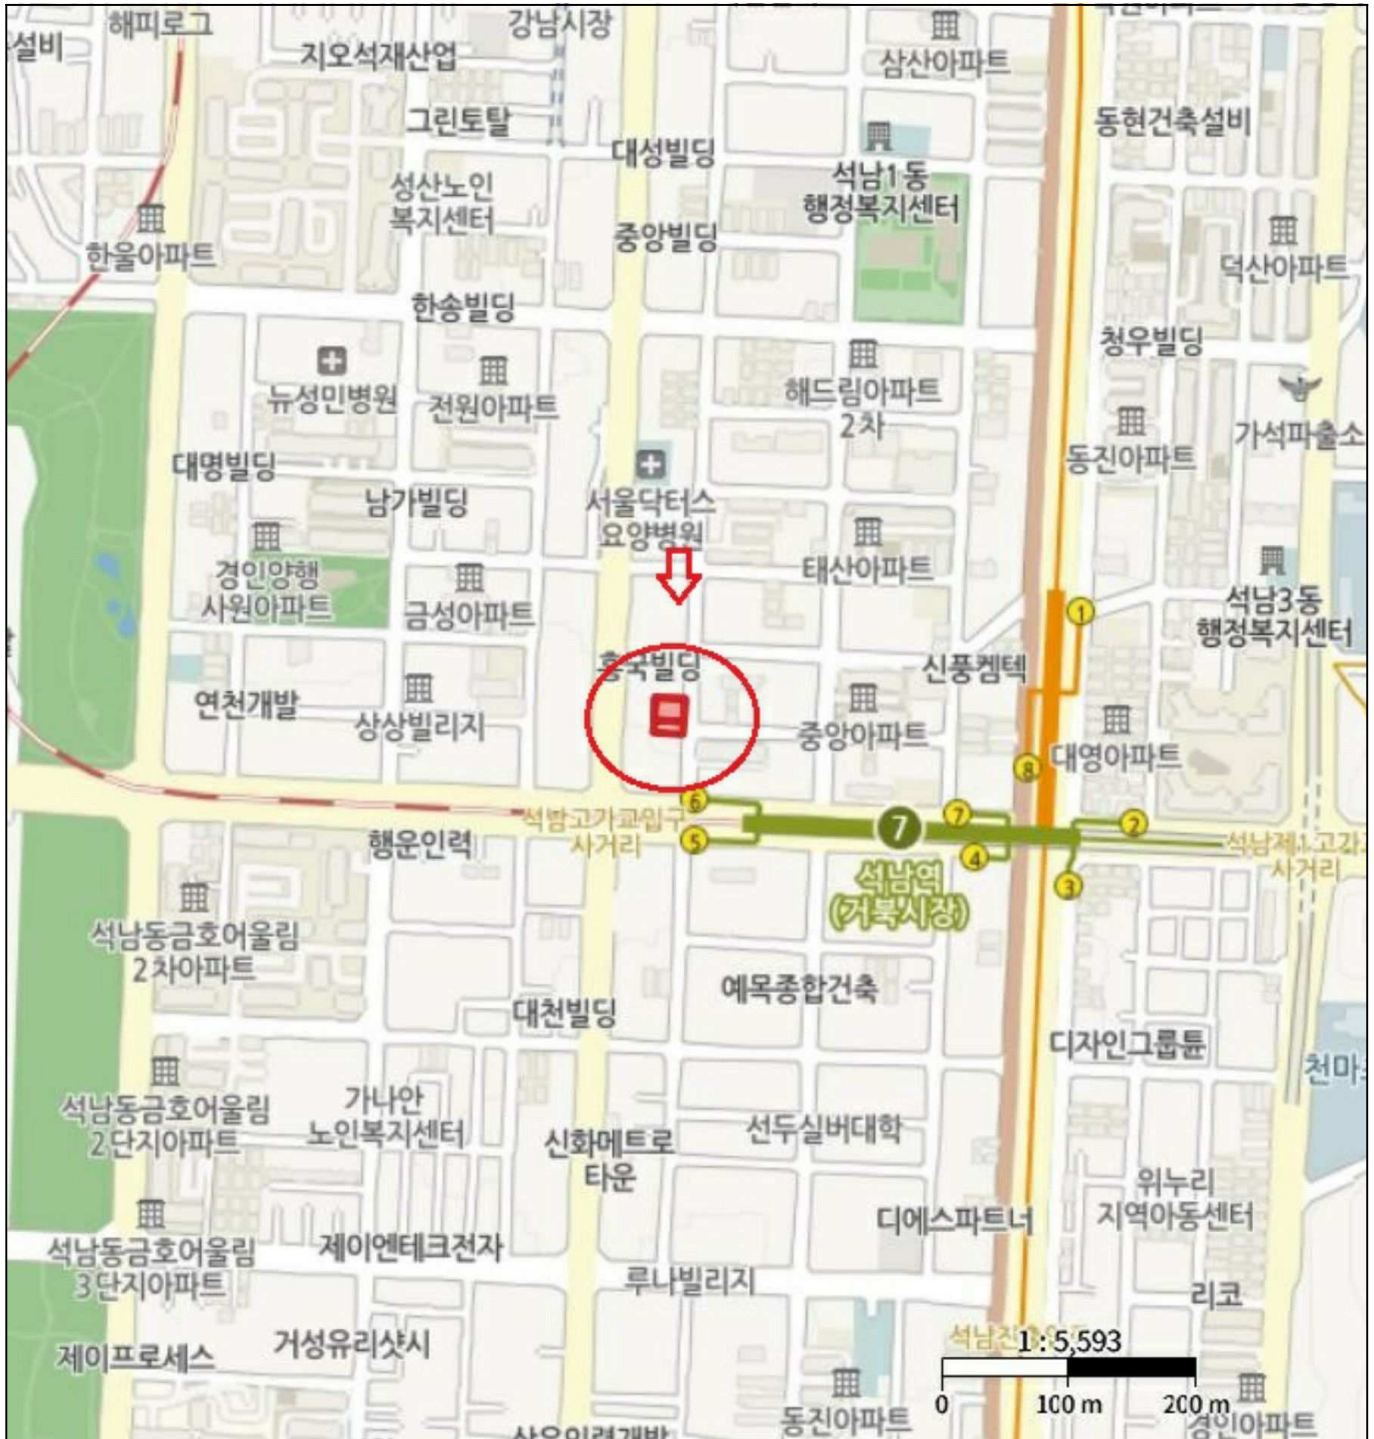 해피로그
강남시장
설비
지오석재산업
삼산아파트
그린토탈
동현건축설비
대성빌딩
석남1동
행정복지센터
성산노인
복지센터
중앙빌딩
한울아파트
덕산아파트
한송빌딩
청우빌딩
뉴성민병원
전원아파트
해드림아파트
2차
가석파출소
대명빌딩
동진아파트
남가빌딩
서울닥터스
요양병원
경인양행
사원아파트
금성아파트
태산아파트
석남3동
행정복지센터
1
흥국빌딩
신풍켐텍
연천개발
상상빌리지
중앙아파트
대영아파트
8
6
석남고가교입구
사거리
5
7
7
4
2
3
석남역
(거북시장)
사거리
행운인력
석남동금호어울림
2차아파트
예목종합건축
대천빌딩
디자인그룹튠
천마
석남동금호어울림
2단지아파트
가나안
노인복지센터
신화메트로
타운
선두실버대학
위누리
지역아동센터
디에스파트너
석남동금호어울림
3단지아파트
제이엔테크전자
루나빌리지
리코
제이프로세스
거성유리샷시
1 : 5,593
0 100 m 200 m
동진아파트
경인아파트